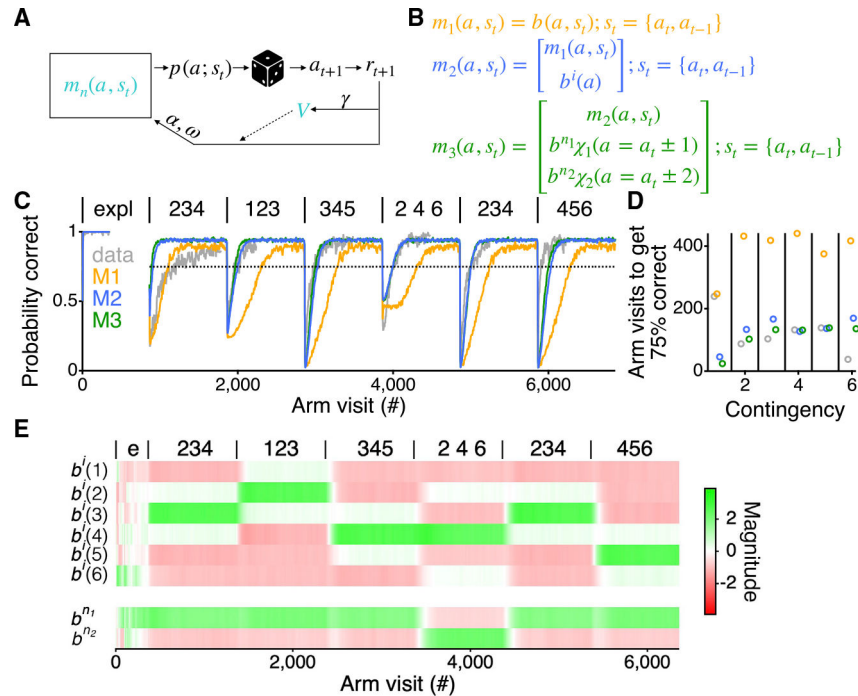 A
m_n(a, s_t)
p(a; s_t)
a_{t+1}
r_{t+1}
V
γ
α, ω
B
m_1(a, s_t) = b(a, s_t); s_t = {a_t, a_{t−1}}
m_2(a, s_t) = [m_1(a, s_t)
b^i(a)] ; s_t = {a_t, a_{t−1}}
m_3(a, s_t) = [m_2(a, s_t)
b^{n_1}χ_1(a = a_t ± 1)
b^{n_2}χ_2(a = a_t ± 2)] ; s_t = {a_t, a_{t−1}}
C
expl 234 123 345 2 4 6 234 456
Probability correct
1
0.5
0
data
M1
M2
M3
0 2,000 4,000 6,000
Arm visit (#)
D
Arm visits to get
75% correct
400
200
0
2 4 6
Contingency
E
e 234 123 345 2 4 6 234 456
b^i(1)
b^i(2)
b^i(3)
b^i(4)
b^i(5)
b^i(6)
b^{n_1}
b^{n_2}
0 2,000 4,000 6,000
Arm visit (#)
2
0
-2
Magnitude